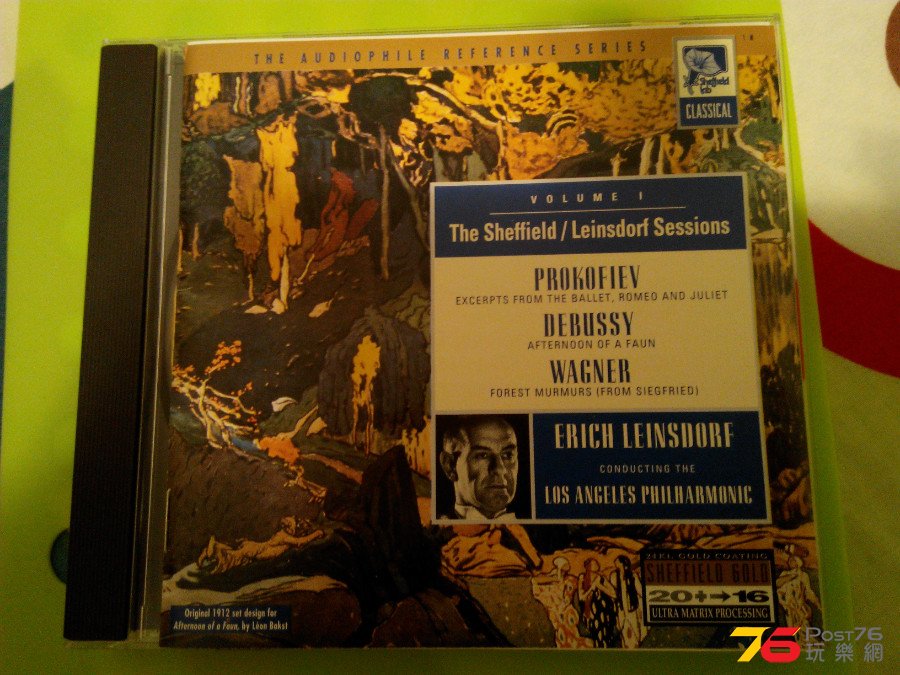 THE AUDIOPHILE REFERENCE SERIES
Sheffield
Lab
CLASSICAL
VOLUME I
The Sheffield / Leinsdorf Sessions
PROKOFIEV
EXCERPTS FROM THE BALLET, ROMEO AND JULIET
DEBUSSY
AFTERNOON OF A FAUN
WAGNER
FOREST MURMURS (FROM SIEGFRIED)
ERICH LEINSDORF
CONDUCTING THE
LOS ANGELES PHILHARMONIC
24KT. GOLD COATING
SHEFFIELD GOLD
20→16
ULTRA MATRIX PROCESSING
Original 1912 set design for
Afternoon of a Faun, by Léon Bakst
76 POST76
玩樂網